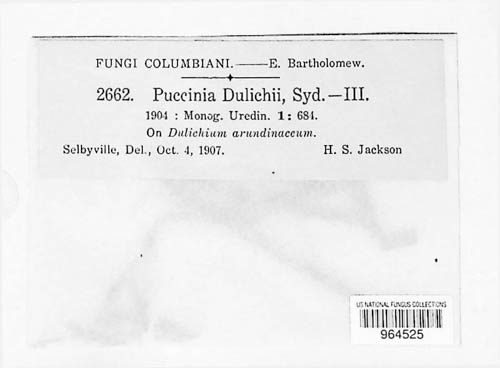 FUNGI COLUMBIANI.——E. Bartholomew.
2662. Puccinia Dulichii, Syd.—III.
1904 : Monog. Uredin. 1: 684.
On Dulichium arundinaceum.
Selbyville, Del., Oct. 4, 1907. H. S. Jackson
US NATIONAL FUNGUS COLLECTIONS
964525